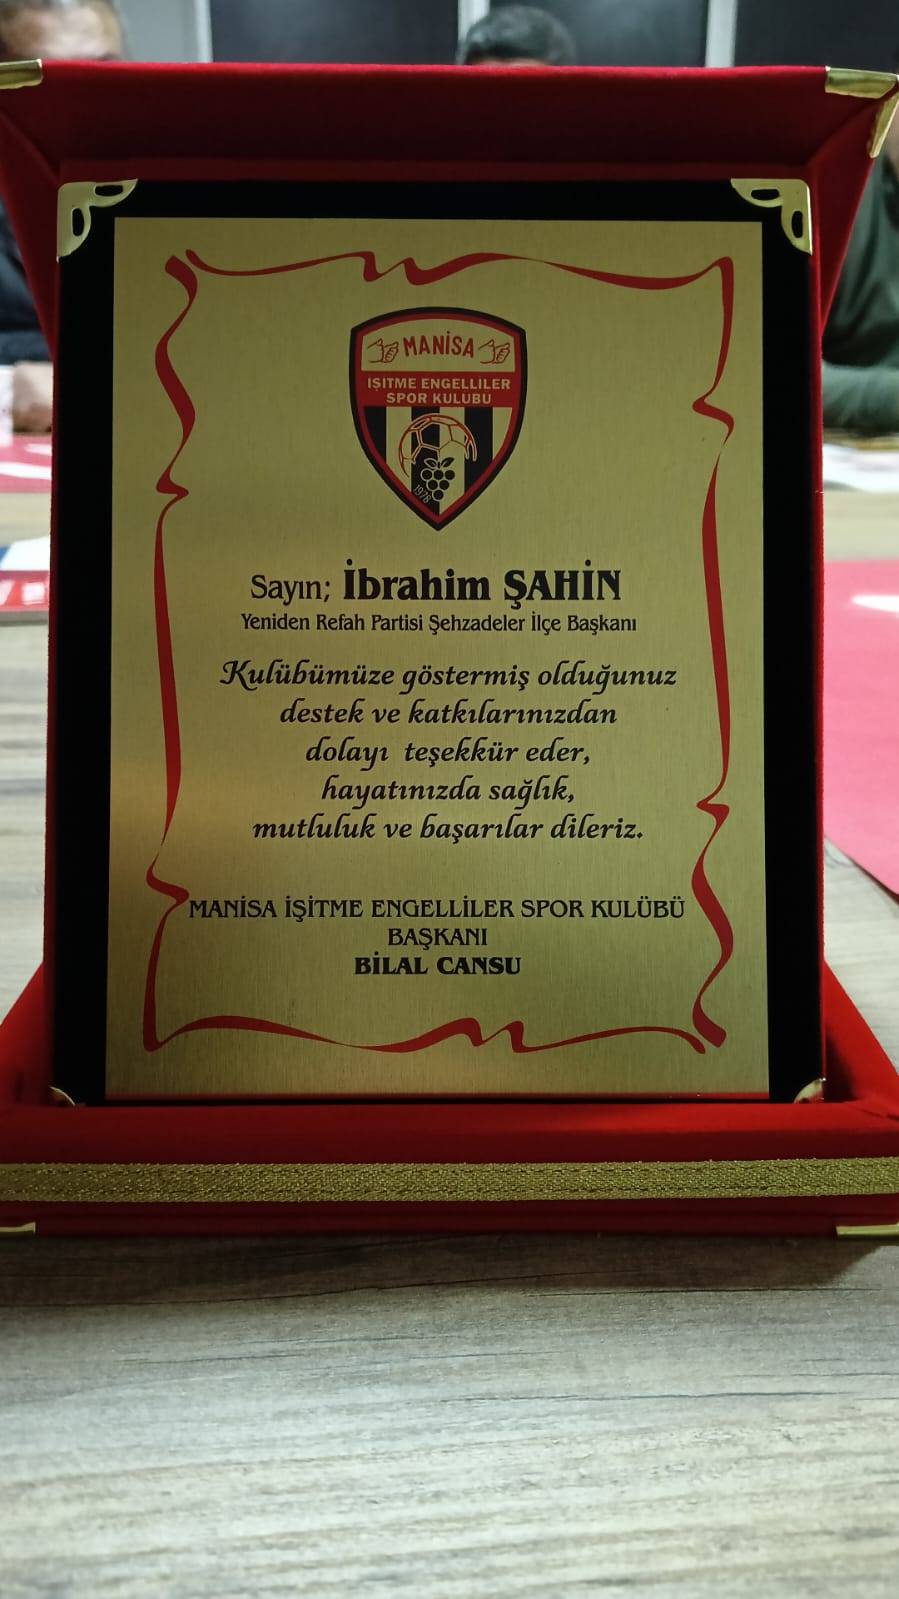 MANİSA
IŞITME ENGELLILER
SPOR KULUBU
1978
Sayın; İbrahim ŞAHİN
Yeniden Refah Partisi Şehzadeler İlçe Başkanı
Kulübümüze göstermiş olduğunuz
destek ve katkılarınızdan
dolayı teşekkür eder,
hayatınızda sağlık,
mutluluk ve başarılar dileriz.
MANİSA İŞİTME ENGELLİLER SPOR KULÜBÜ
BAŞKANI
BİLAL CANSU